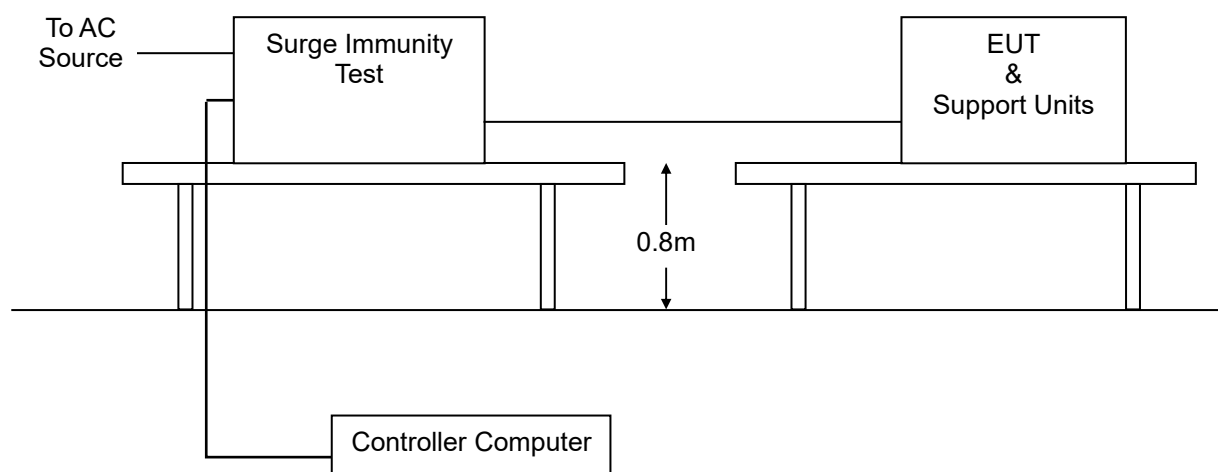 To AC
Source
Surge Immunity
Test
EUT
&
Support Units
0.8m
Controller Computer